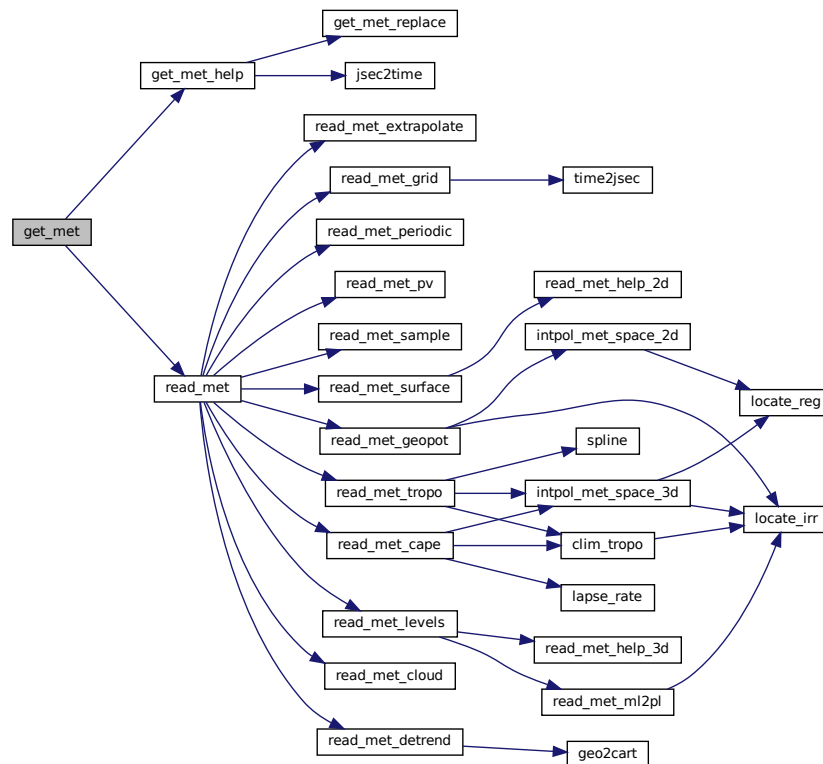 get_met_replace
get_met_help
jsec2time
read_met_extrapolate
read_met_grid
time2jsec
get_met
read_met_periodic
read_met_pv
read_met_help_2d
read_met_sample
intpol_met_space_2d
read_met
read_met_surface
locate_reg
read_met_geopot
spline
read_met_tropo
intpol_met_space_3d
locate_irr
read_met_cape
clim_tropo
lapse_rate
read_met_levels
read_met_help_3d
read_met_cloud
read_met_ml2pl
read_met_detrend
geo2cart